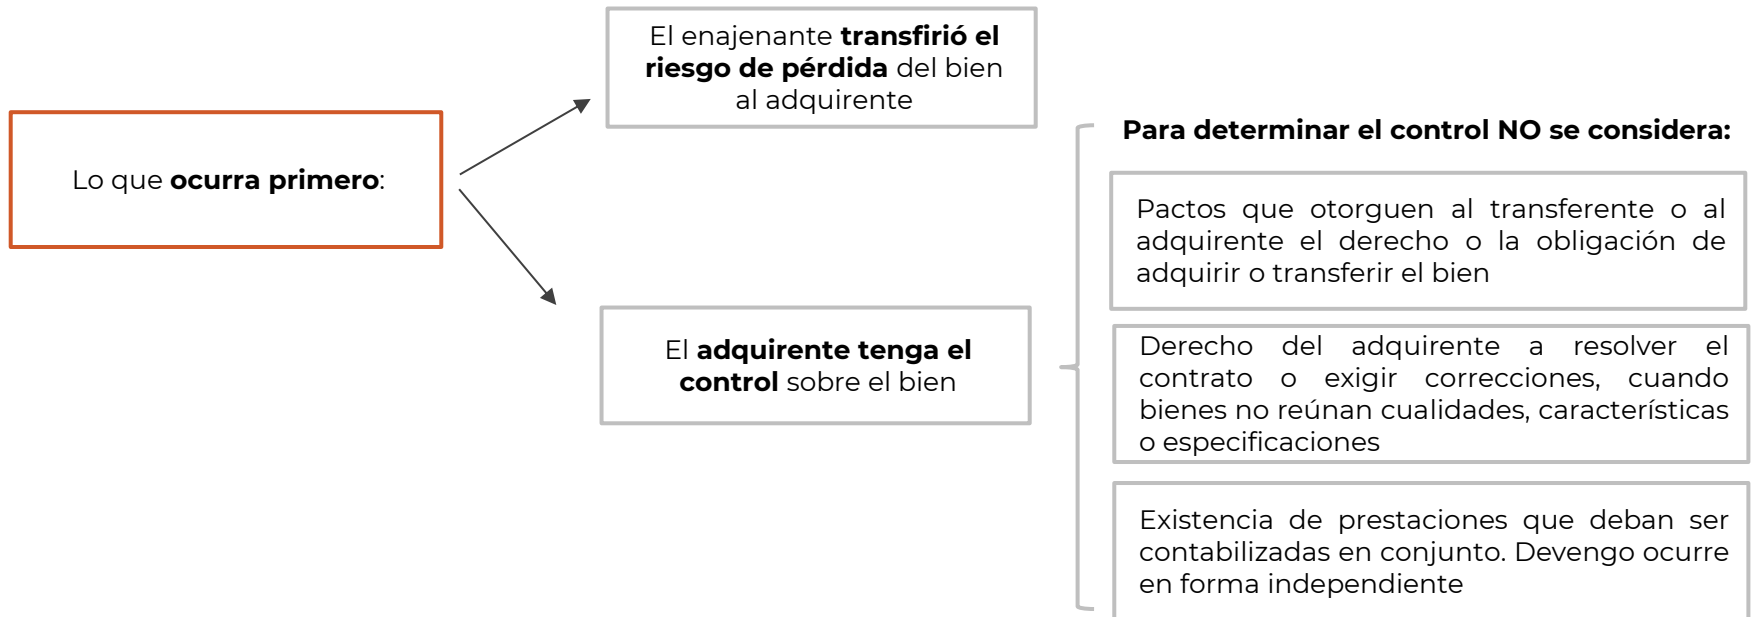 Lo que ocurra primero:
El enajenante transfirió el
riesgo de pérdida del bien
al adquirente
El adquirente tenga el
control sobre el bien
Para determinar el control NO se considera:
Pactos que otorguen al transferente o al
adquirente el derecho o la obligación de
adquirir o transferir el bien
Derecho del adquirente a resolver el
contrato o exigir correcciones, cuando
bienes no reúnan cualidades, características
o especificaciones
Existencia de prestaciones que deban ser
contabilizadas en conjunto. Devengo ocurre
en forma independiente